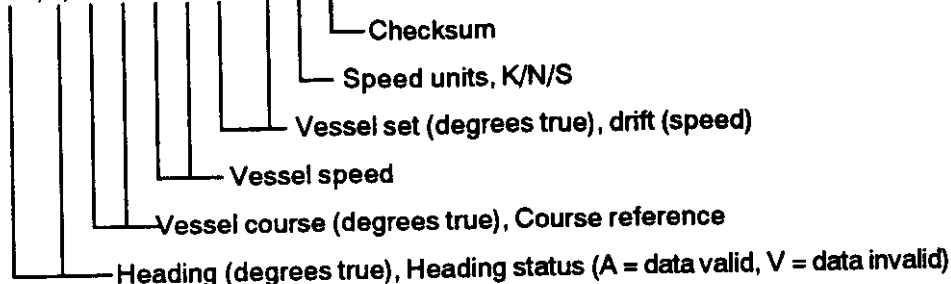 Checksum
Speed units, K/N/S
Vessel set (degrees true), drift (speed)
Vessel speed
Vessel course (degrees true), Course reference
Heading (degrees true), Heading status (A = data valid, V = data invalid)